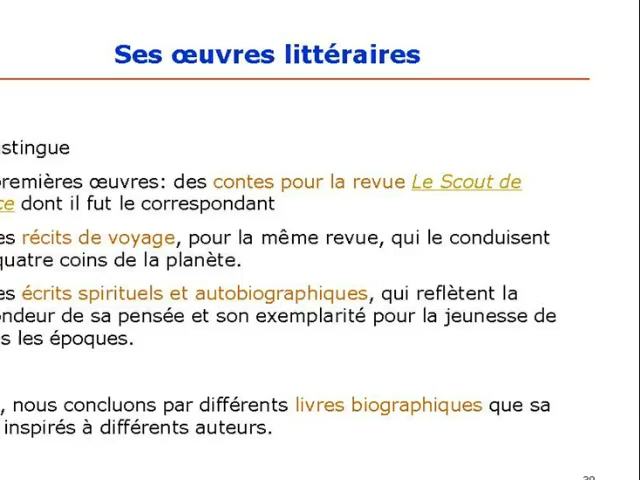 Ses œuvres littéraires
stingue
premières œuvres: des contes pour la revue Le Scout de
ce dont il fut le correspondant
es récits de voyage, pour la même revue, qui le conduisent
quatre coins de la planète.
es écrits spirituels et autobiographiques, qui reflètent la
ondeur de sa pensée et son exemplarité pour la jeunesse de
s les époques.
, nous concluons par différents livres biographiques que sa
inspirés à différents auteurs.